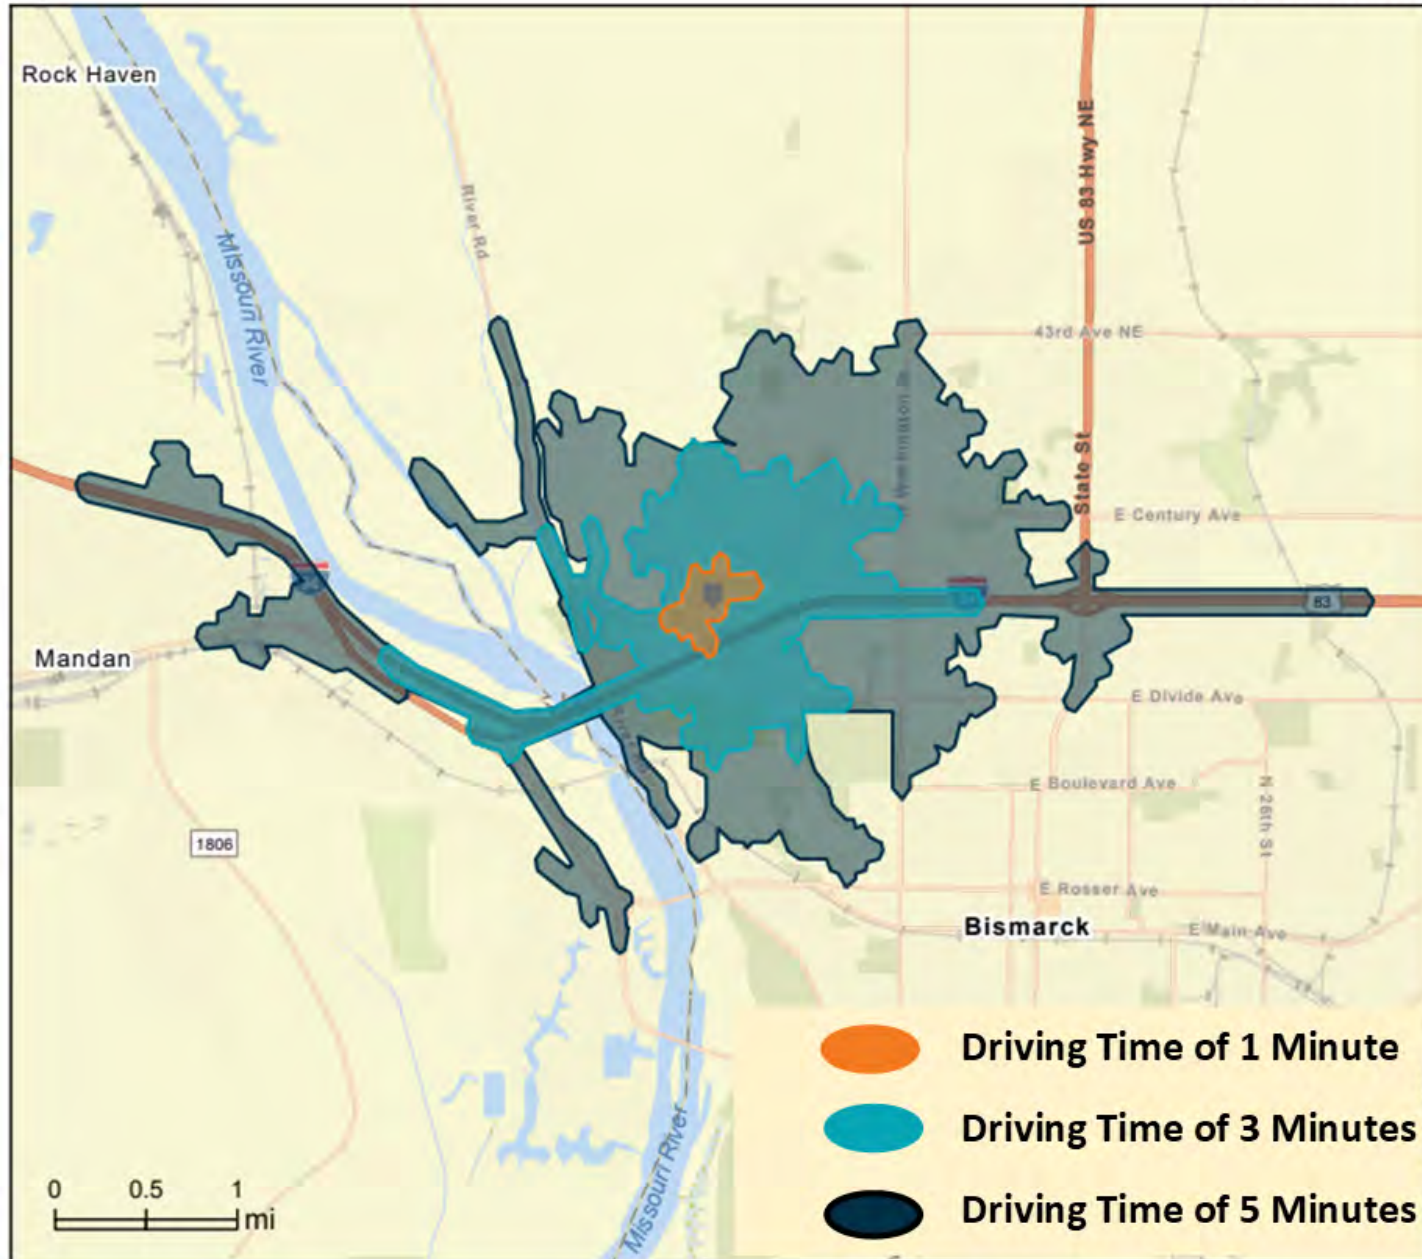 Rock Haven
US 83 Hwy NE
River Rd
Missouri River
43rd Ave NE
State St
E Century Ave
83
Mandan
E Divide Ave
E Boulevard Ave
N 26th St
1806
E Rosser Ave
Bismarck
E Main Ave
Driving Time of 1 Minute
Driving Time of 3 Minutes
Missouri River
Driving Time of 5 Minutes
0 0.5 1
mi